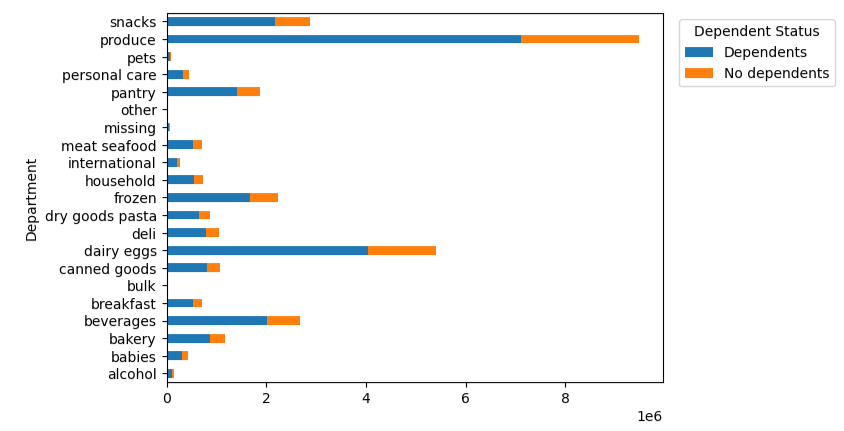 Department
snacks
produce
pets
personal care
pantry
other
missing
meat seafood
international
household
frozen
dry goods pasta
deli
dairy eggs
canned goods
bulk
breakfast
beverages
bakery
babies
alcohol
0 2 4 6 8
1e6
Dependent Status
Dependents
No dependents